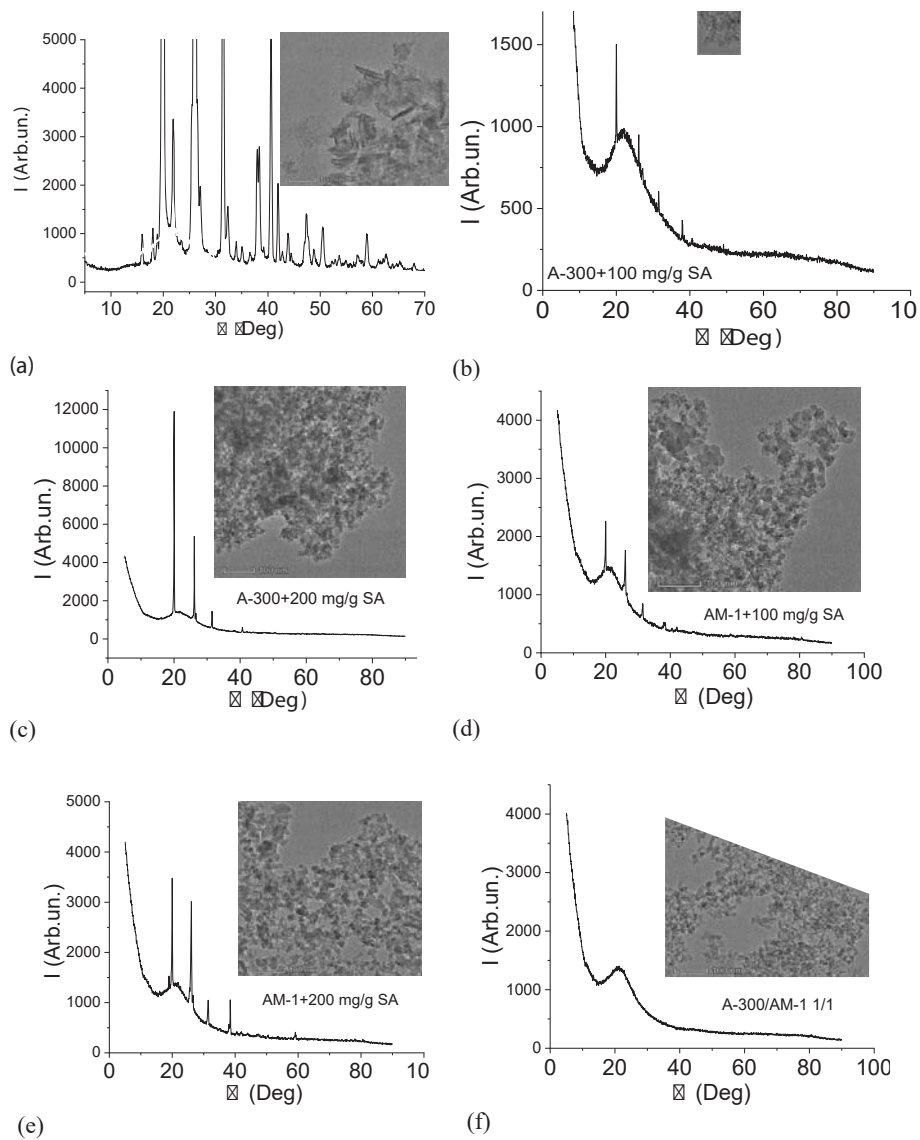 5000
4000
3000
2000
1000
0
I (Arb.un.)
10 20 30 40 50 60 70
Deg)
(a)
1500
1000
500
0
I (Arb.un.)
A-300+100 mg/g SA
0 20 40 60 80 10
Deg)
(b)
12000
10000
8000
6000
4000
2000
0
I (Arb.un.)
A-300+200 mg/g SA
0 20 40 60 80
Deg)
(c)
4000
3000
2000
1000
0
I (Arb.un.)
AM-1+100 mg/g SA
0 20 40 60 80 100
(Deg)
(d)
5000
4000
3000
2000
1000
0
I (Arb.un.)
AM-1+200 mg/g SA
0 20 40 60 80 10
(Deg)
(e)
4000
3000
2000
1000
0
I (Arb.un.)
A-300/AM-1 1/1
0 20 40 60 80 100
(Deg)
(f)